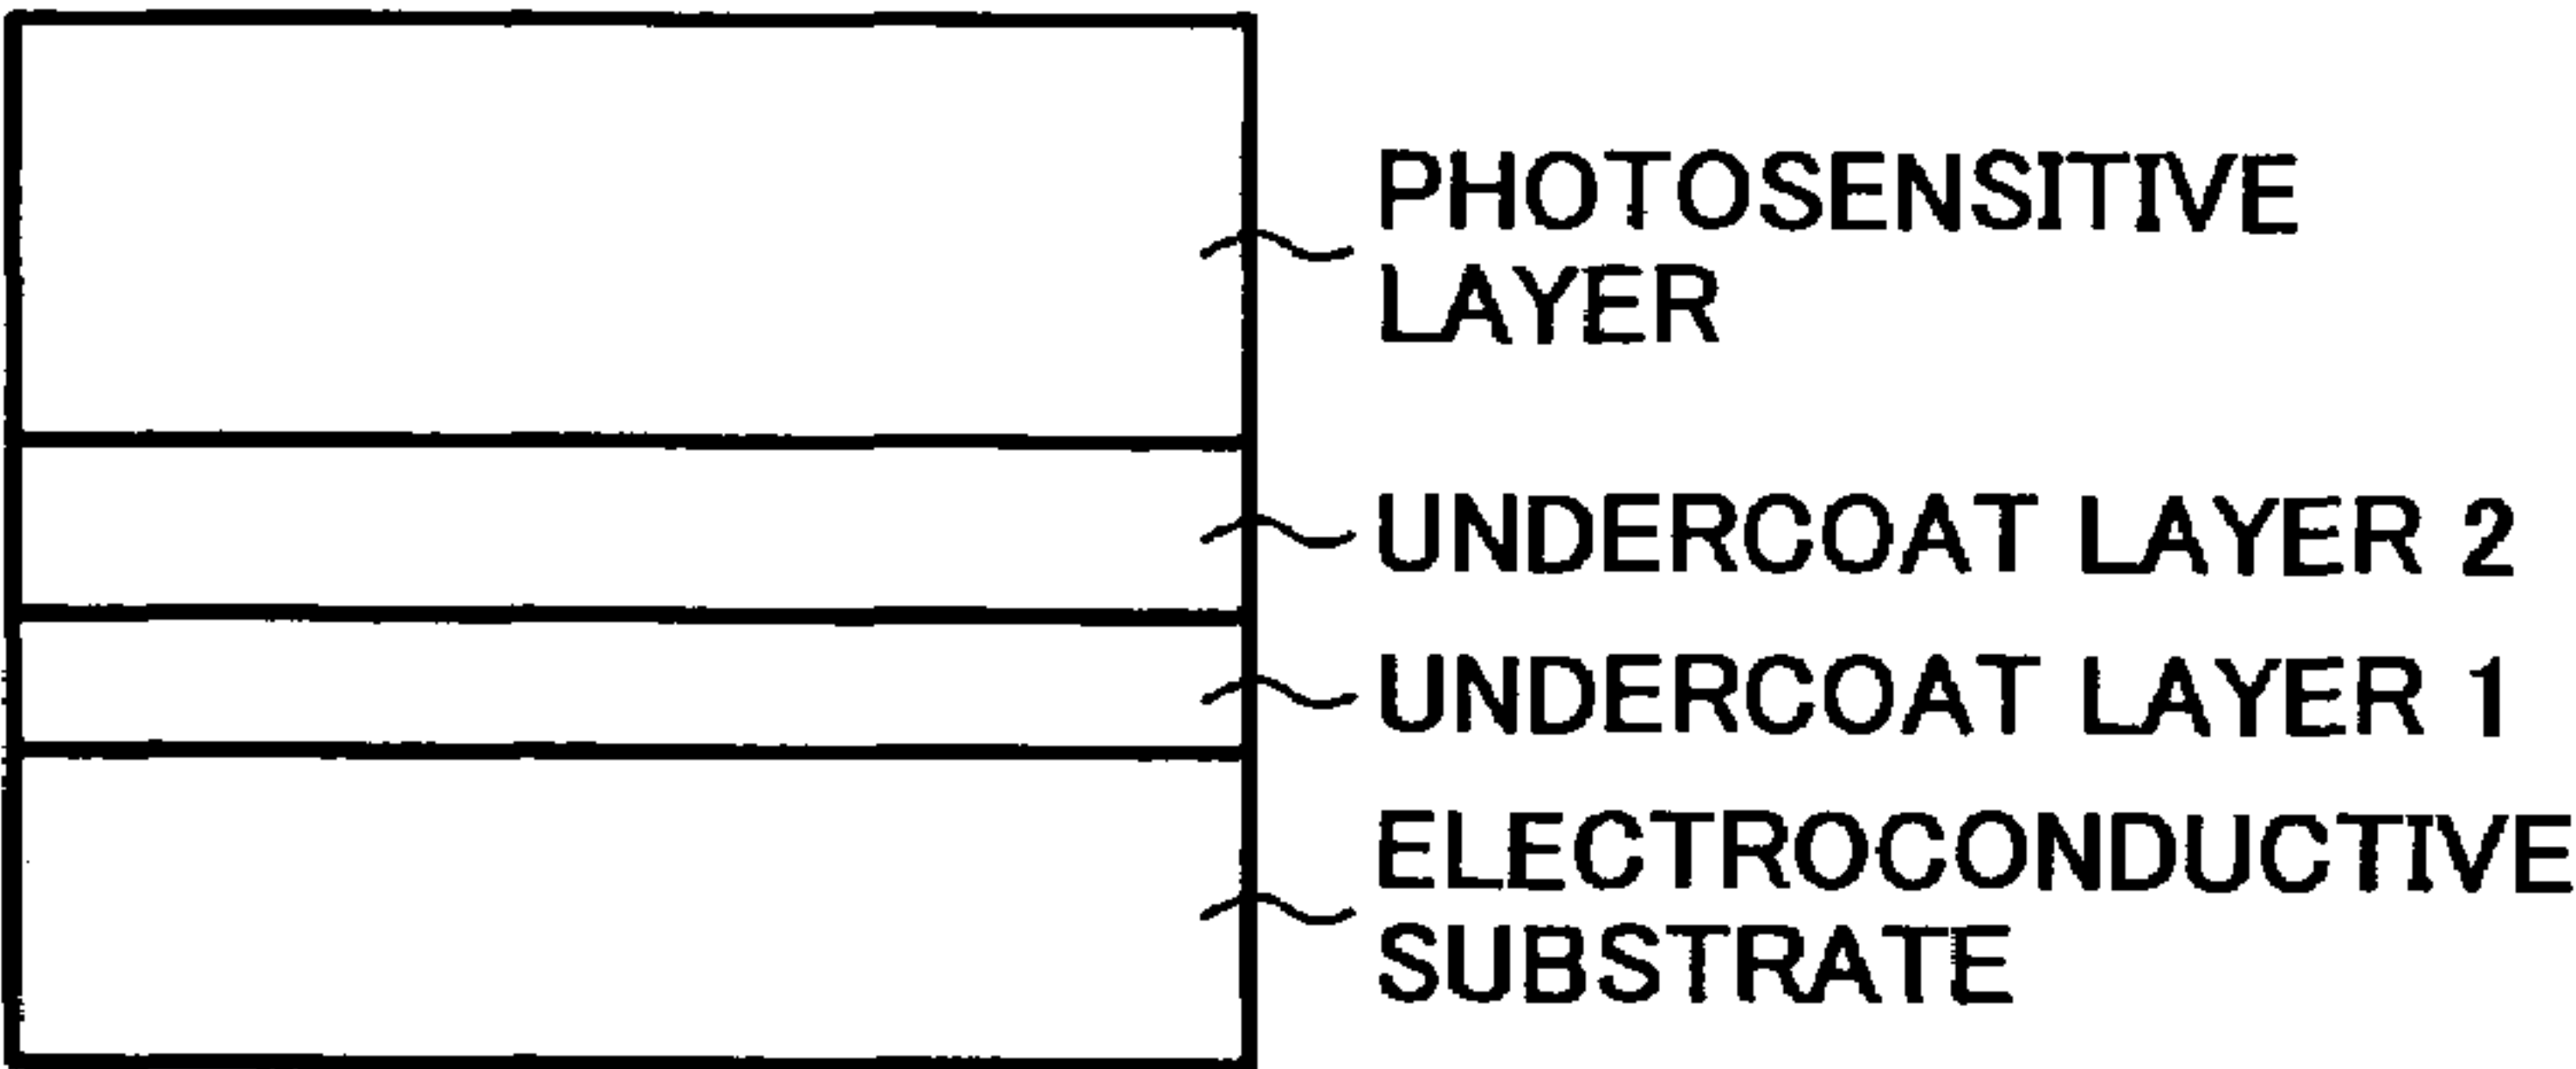 PHOTOSENSITIVE
LAYER
UNDERCOAT LAYER 2
UNDERCOAT LAYER 1
ELECTROCONDUCTIVE
SUBSTRATE